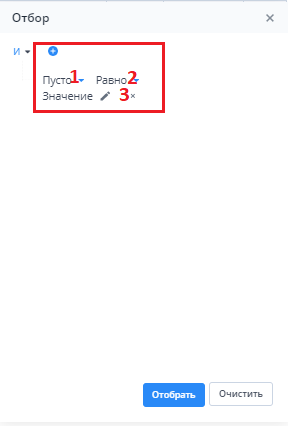 Отбор ×
И
Пусто 1 Равно 2
Значение 3 ×
Отобрать Очистить